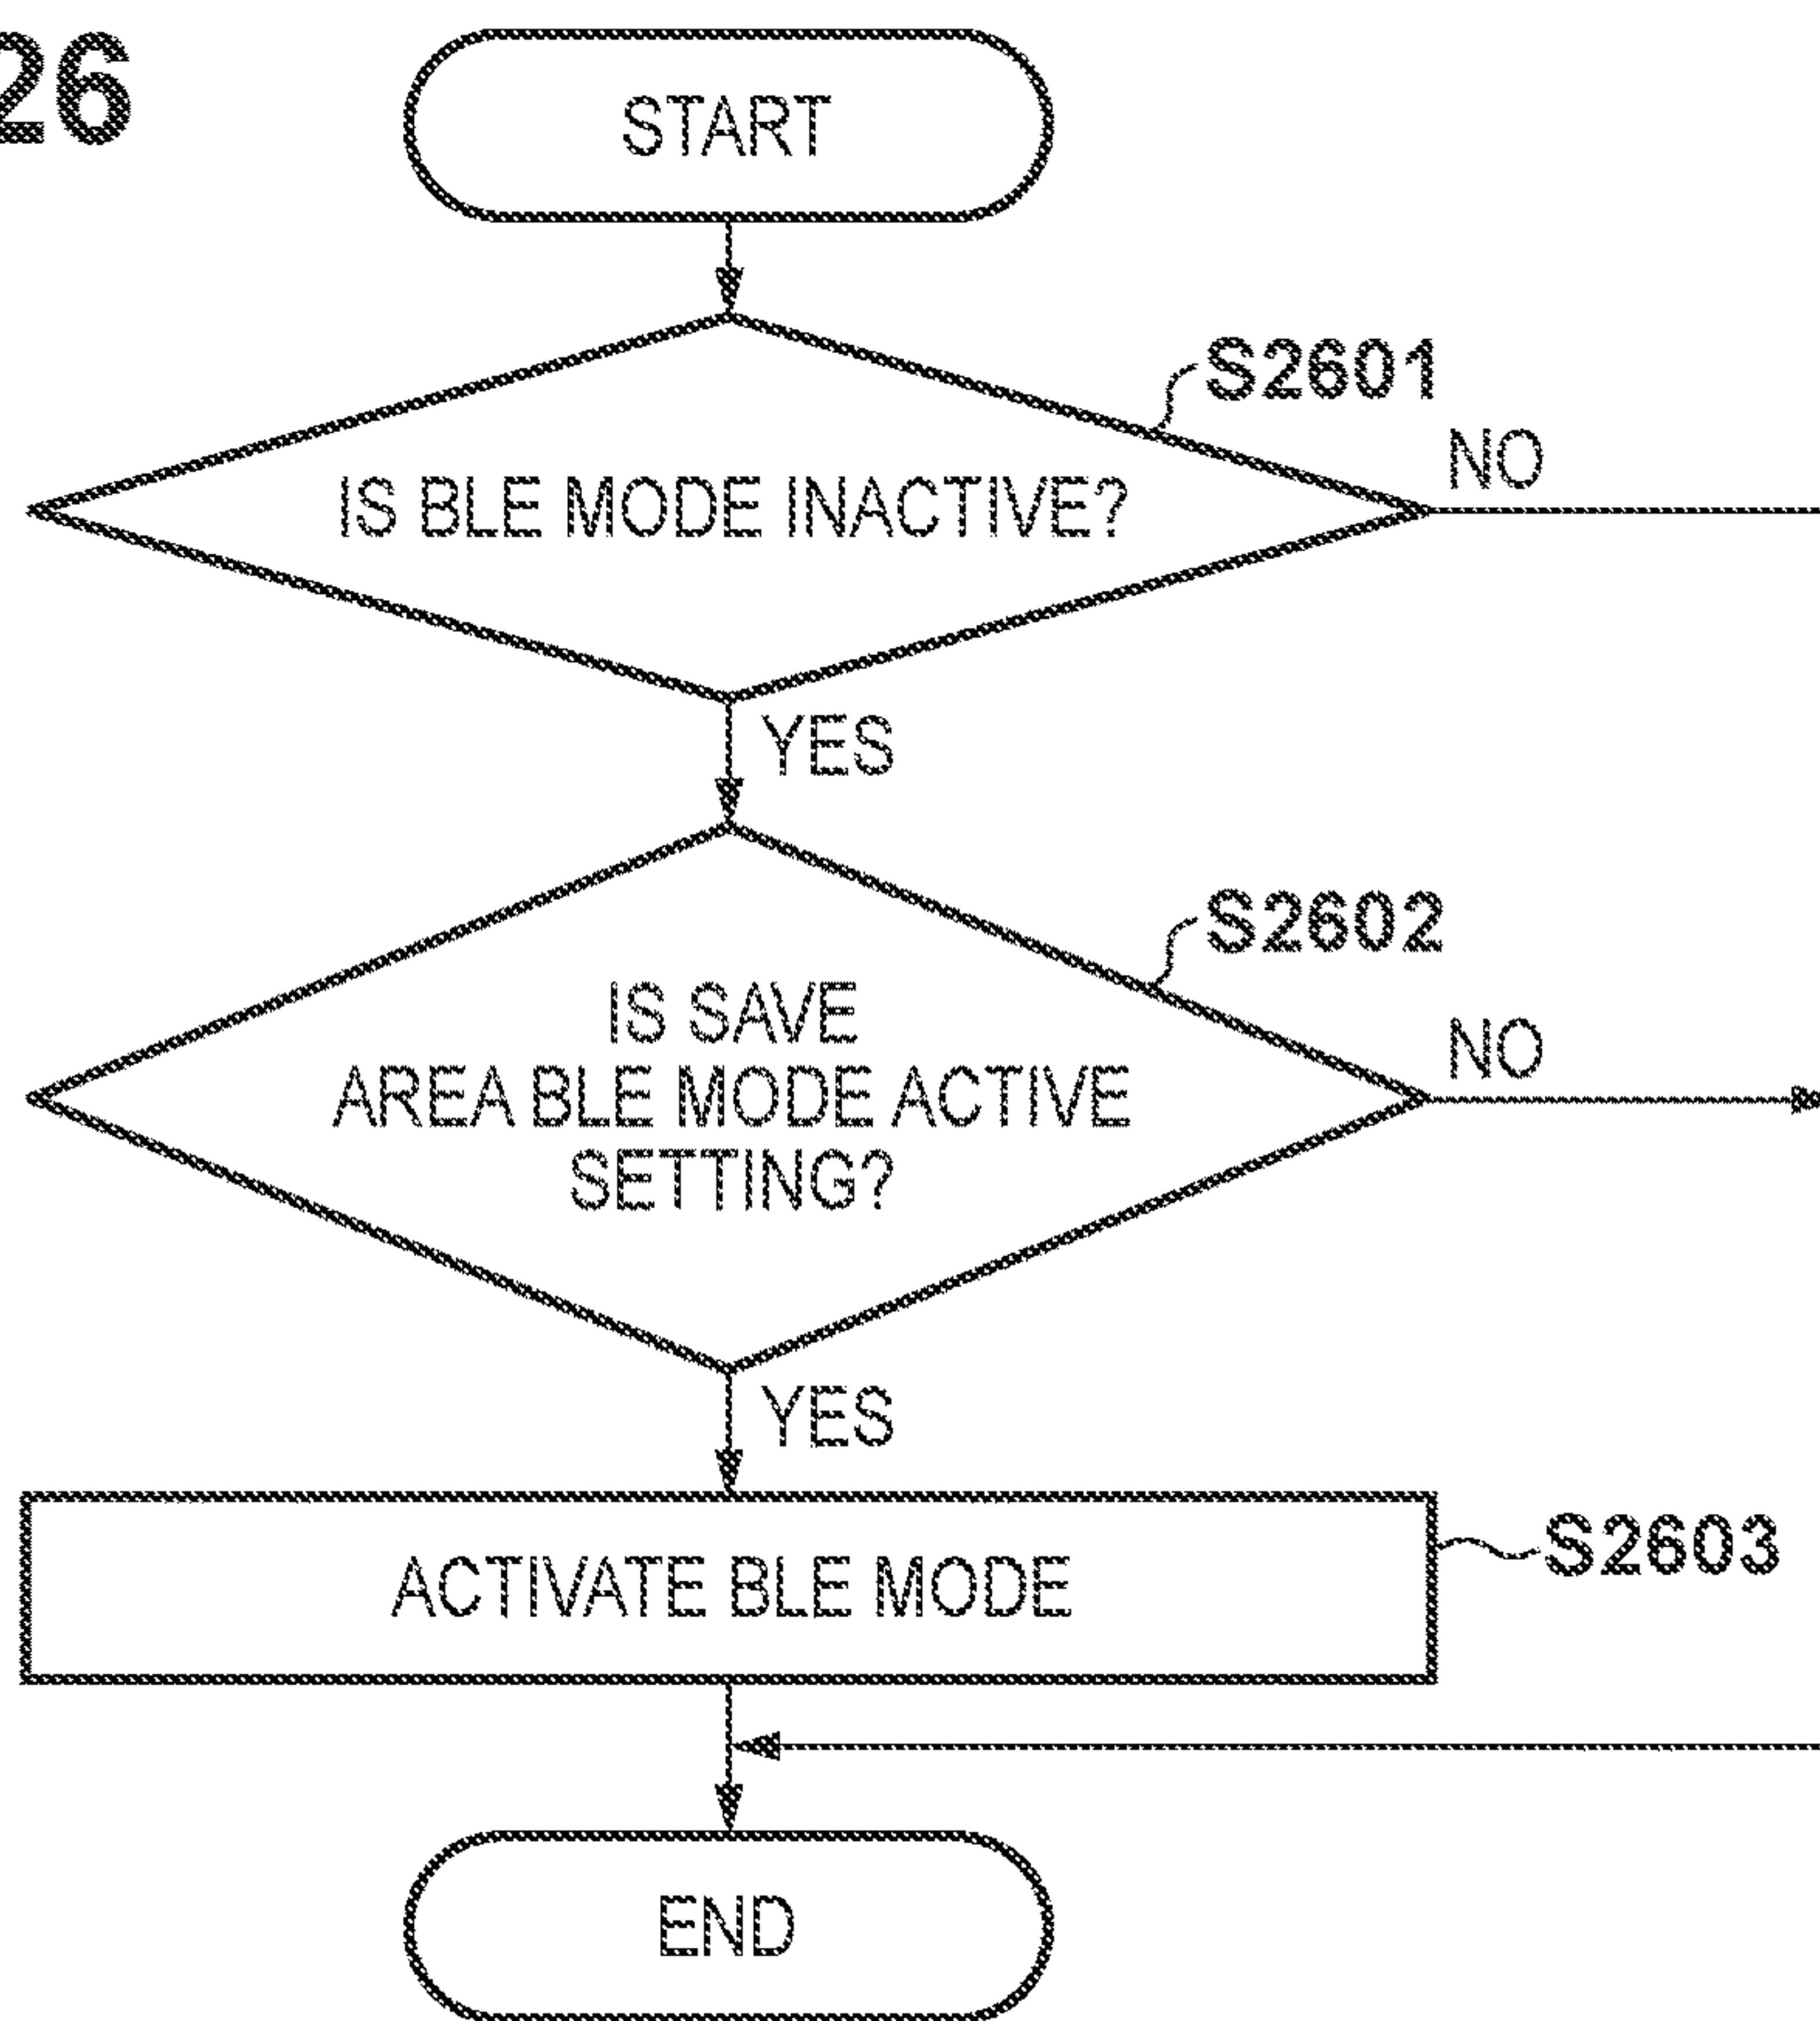 26
START
S2601
IS BLE MODE INACTIVE?
NO
YES
S2602
IS SAVE
AREA BLE MODE ACTIVE
SETTING?
NO
YES
ACTIVATE BLE MODE
S2603
END